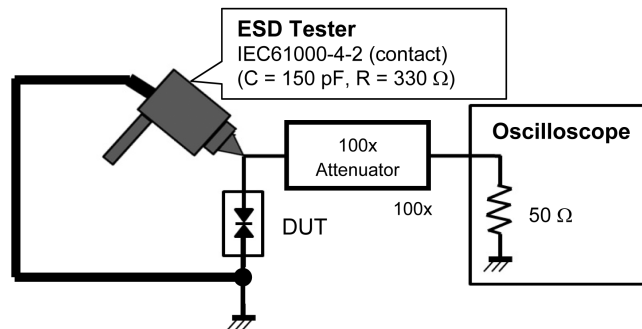 ESD Tester
IEC61000-4-2 (contact)
(C = 150 pF, R = 330 Ω)
100x
Attenuator
100x
Oscilloscope
50 Ω
DUT